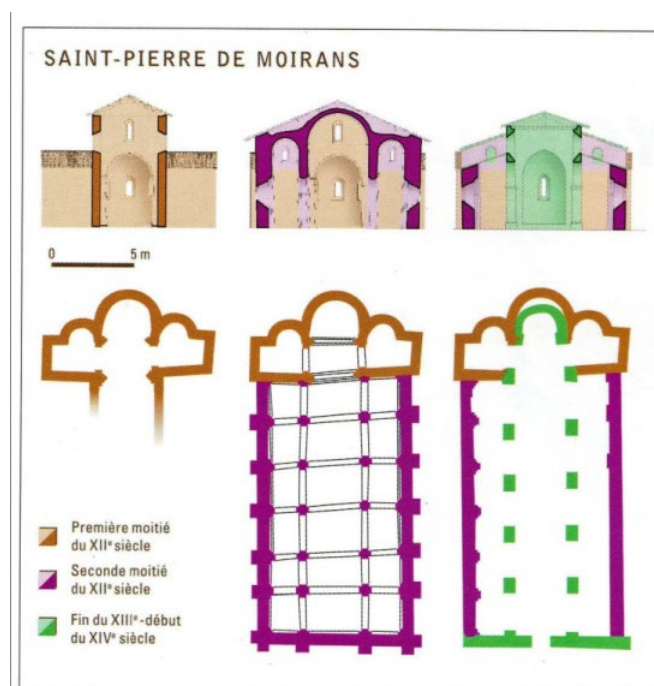 SAINT-PIERRE DE MOIRANS
0 5 m
Première moitié
du XIIe siècle
Seconde moitié
du XIIe siècle
Fin du XIIIe-début
du XIVe siècle